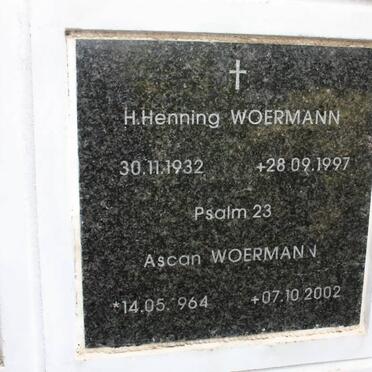 H.Henning WOERMANN
30.11.1932 +28.09.1997
Psalm 23
Ascan WOERMANN
*14.05. 964 +07.10.2002